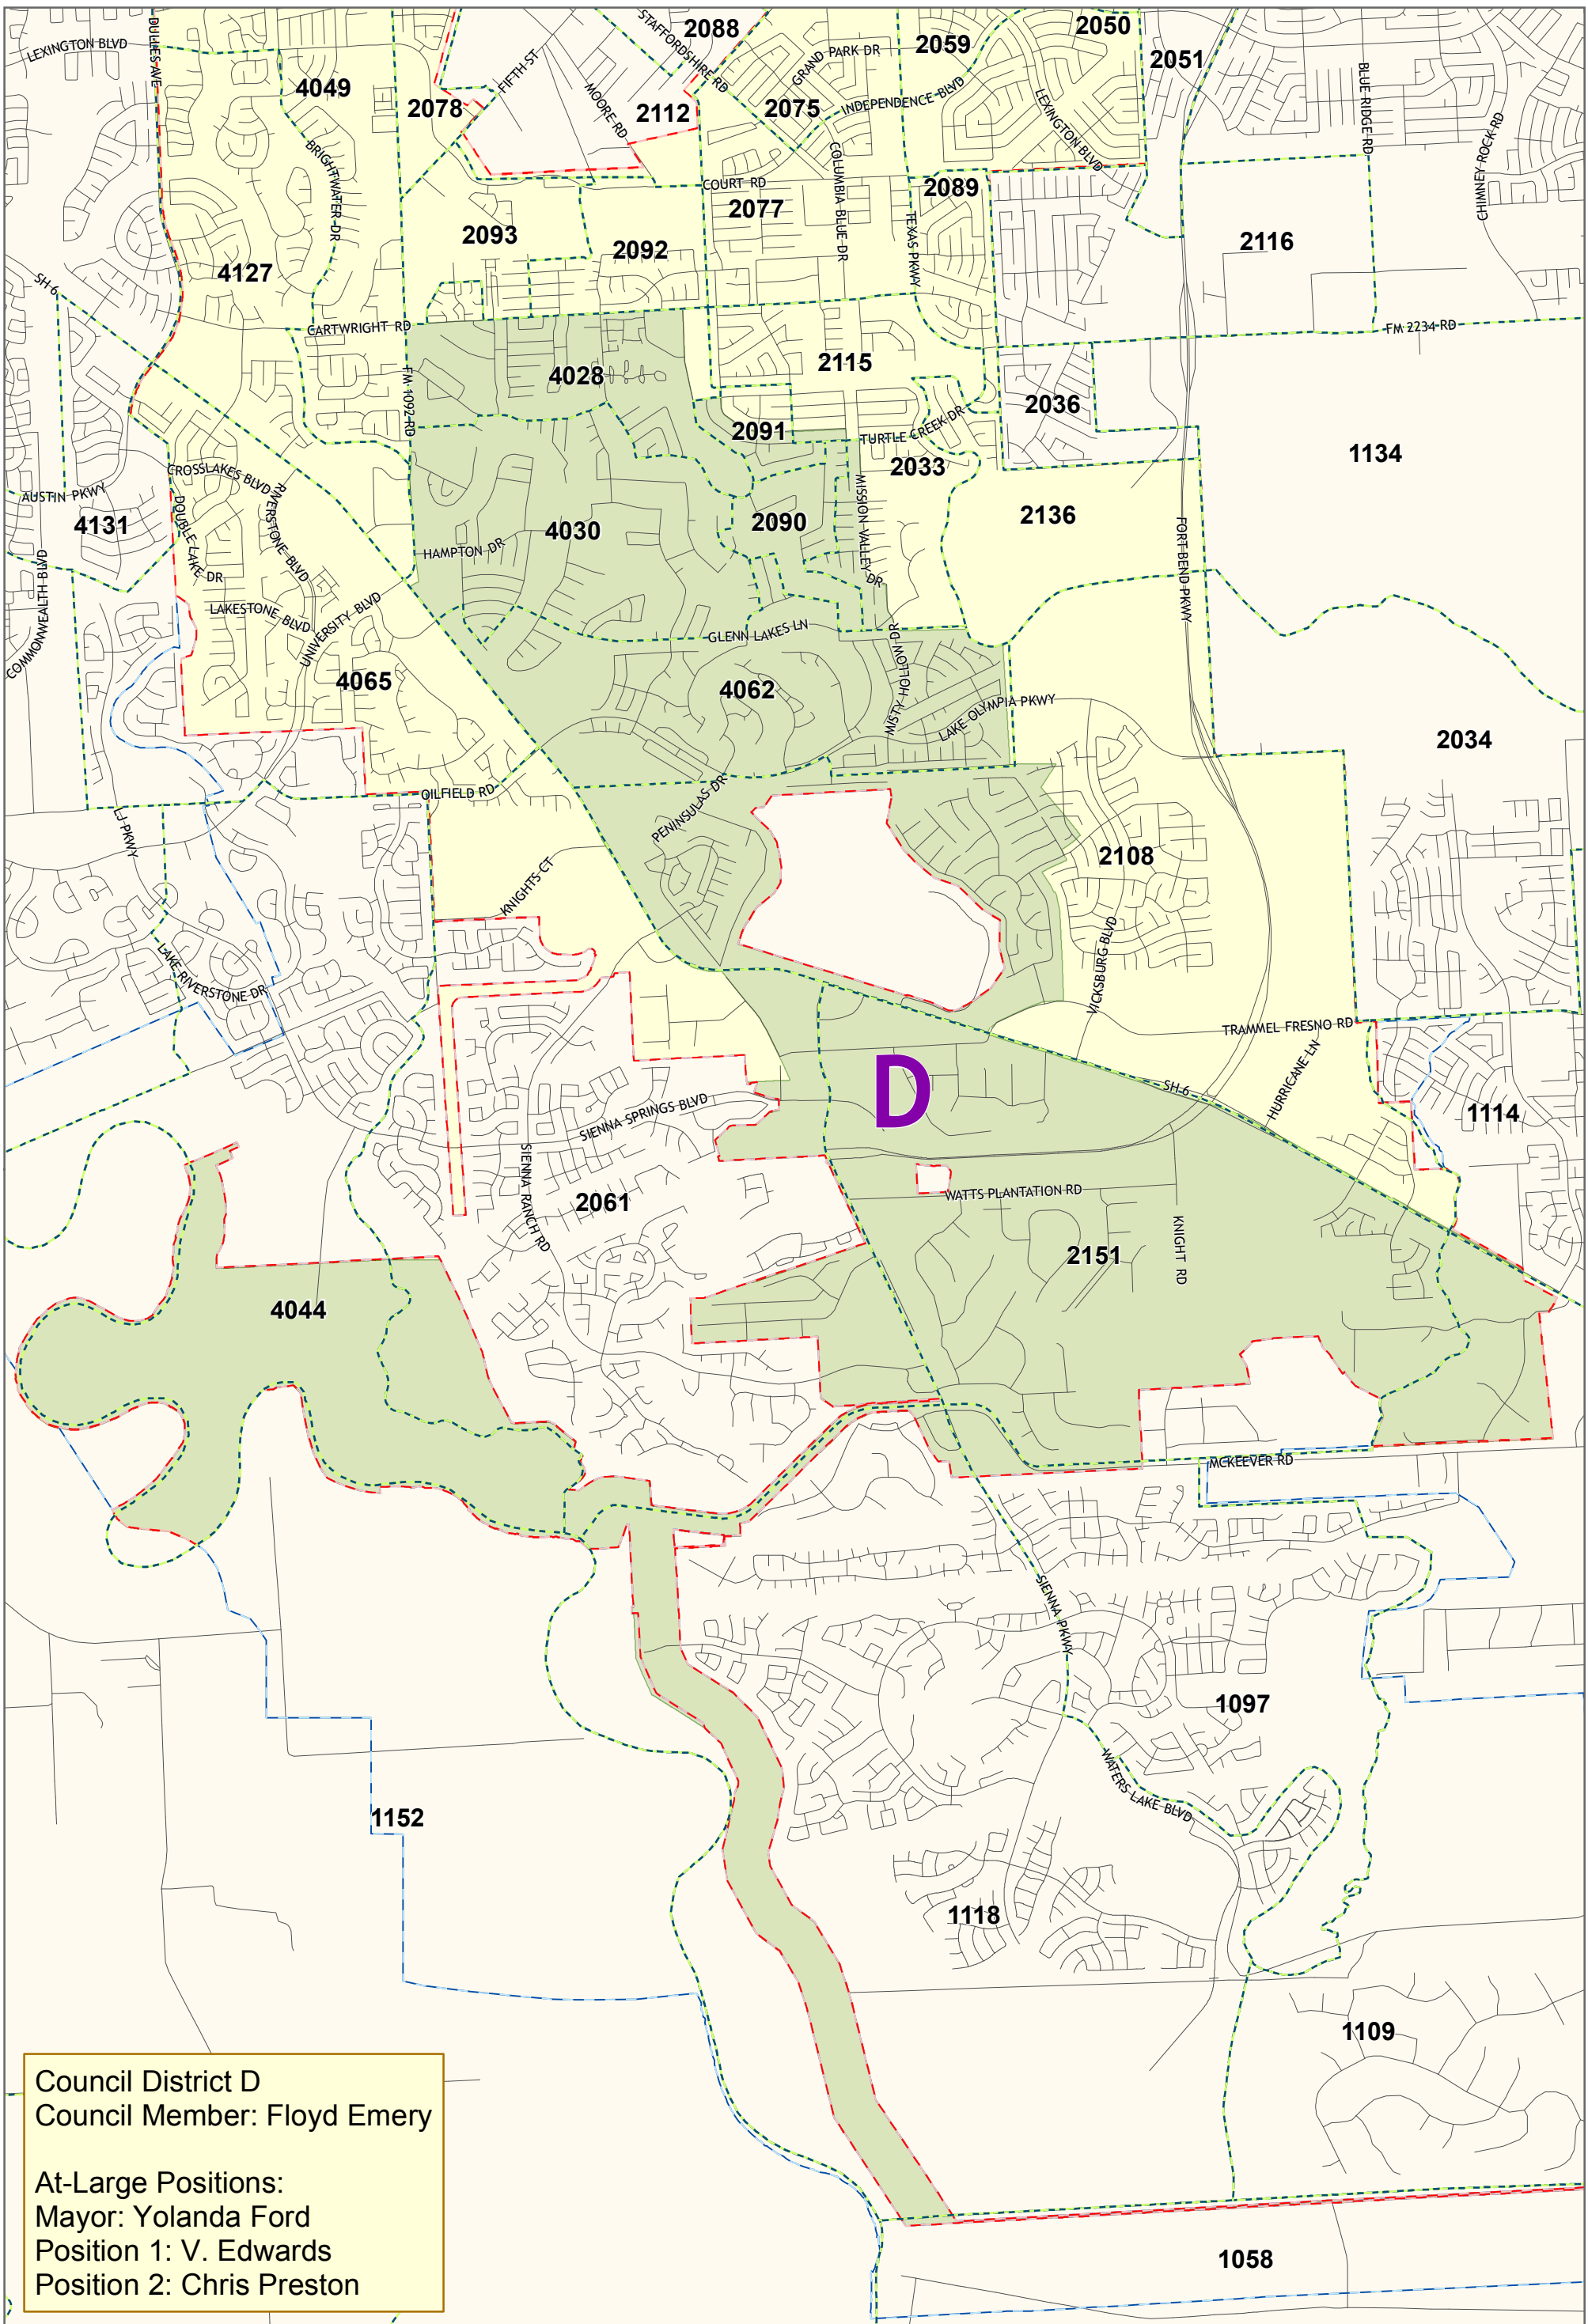 LEXINGTON BLVD
DULLES AVE
4049
2078
FIFTH ST
MOORE RD
STAFFORDSHIRE RD
2088
2112
GRAND PARK DR
2075
INDEPENDENCE BLVD
2059
2050
LEXINGTON BLVD
2051
BLUE RIDGE RD
CHIMNEY ROCK RD
BRIGHTWATER DR
COURT RD
2077
COLUMBIA BLUE DR
2089
TEXAS PKWY
2093
2092
2116
4127
SH 6
CARTWRIGHT RD
FM 2234 RD
4028
2115
FM 1092 RD
2036
2091
TURTLE CREEK DR
2033
1134
CROSSLAKES BLVD
AUSTIN PKWY
4131
DOUBLE LAKE DR
RIVERSTONE BLVD
4030
2090
MISSION VALLEY DR
2136
FORT BEND PKWY
HAMPTON DR
COMMONWEALTH BLVD
LAKESTONE BLVD
UNIVERSITY BLVD
GLENN LAKES LN
4065
4062
MISTY HOLLOW DR
LAKE OLYMPIA PKWY
2034
OILFIELD RD
PENINSULAS DR
LJ PKWY
2108
KNIGHTS CT
VICKSBURG BLVD
LAKE RIVERSTONE DR
TRAMMEL FRESNO RD
D
SH 6
HURRICANE LN
1114
SIENNA SPRINGS BLVD
SIENNA RANCH RD
2061
WATTS PLANTATION RD
KNIGHT RD
2151
4044
MCKEEVER RD
SIENNA PKWY
1097
WATERS LAKE BLVD
1152
1118
1109
Council District D
Council Member: Floyd Emery
At-Large Positions:
Mayor: Yolanda Ford
Position 1: V. Edwards
Position 2: Chris Preston
1058